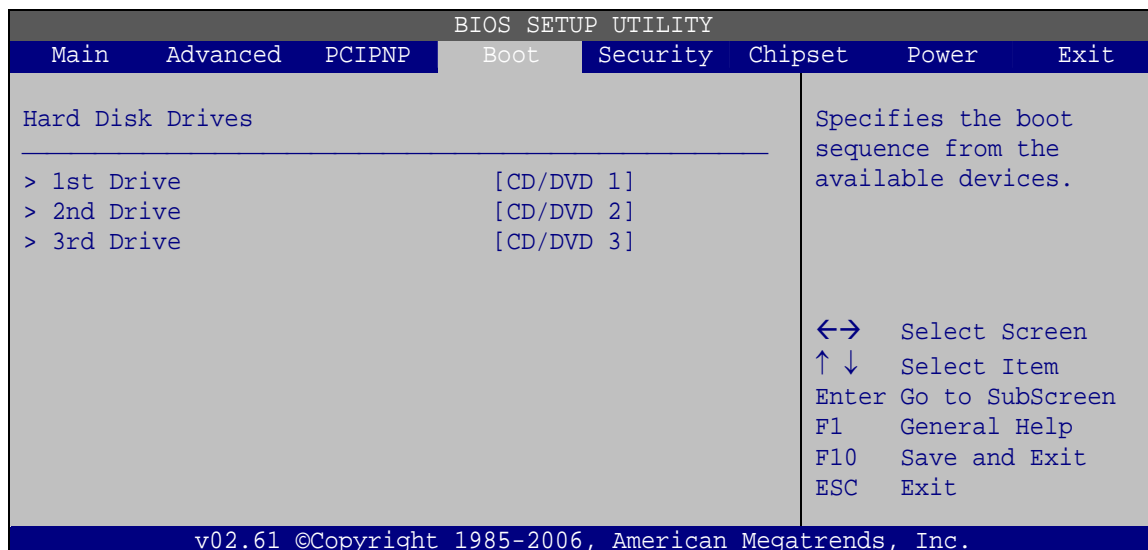 BIOS SETUP UTILITY
Main Advanced PCIPNP Boot Security Chipset Power Exit
Hard Disk Drives
> 1st Drive [CD/DVD 1]
> 2nd Drive [CD/DVD 2]
> 3rd Drive [CD/DVD 3]
Specifies the boot
sequence from the
available devices.
←→ Select Screen
↑ ↓ Select Item
Enter Go to SubScreen
F1 General Help
F10 Save and Exit
ESC Exit
v02.61 ©Copyright 1985-2006, American Megatrends, Inc.